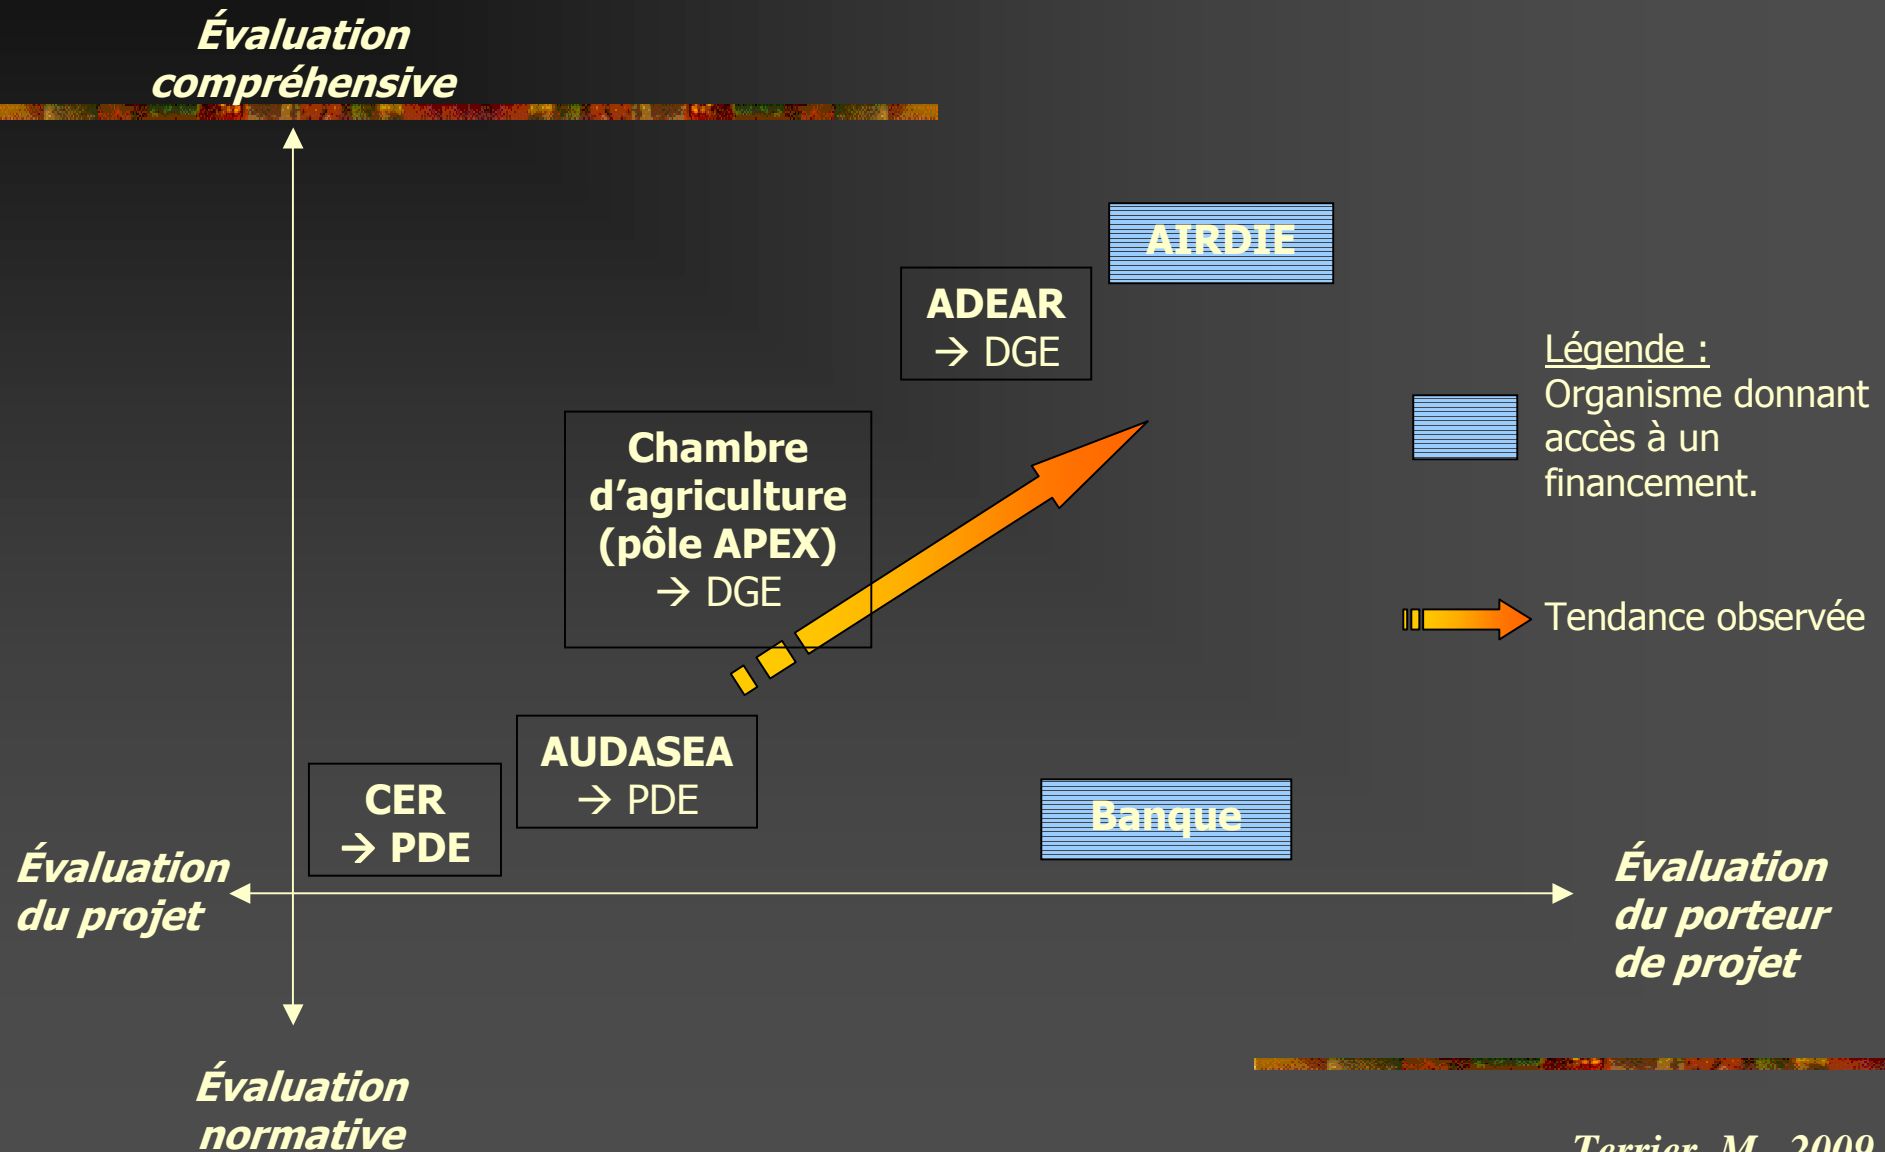 Évaluation
compréhensive
AIRDIE
ADEAR
→ DGE
Légende :
Organisme donnant
accès à un
financement.
Chambre
d’agriculture
(pôle APEX)
→ DGE
Tendance observée
AUDASEA
→ PDE
CER
→ PDE
Banque
Évaluation
du projet
Évaluation
du porteur
de projet
Évaluation
normative
Terrier, M., 2009